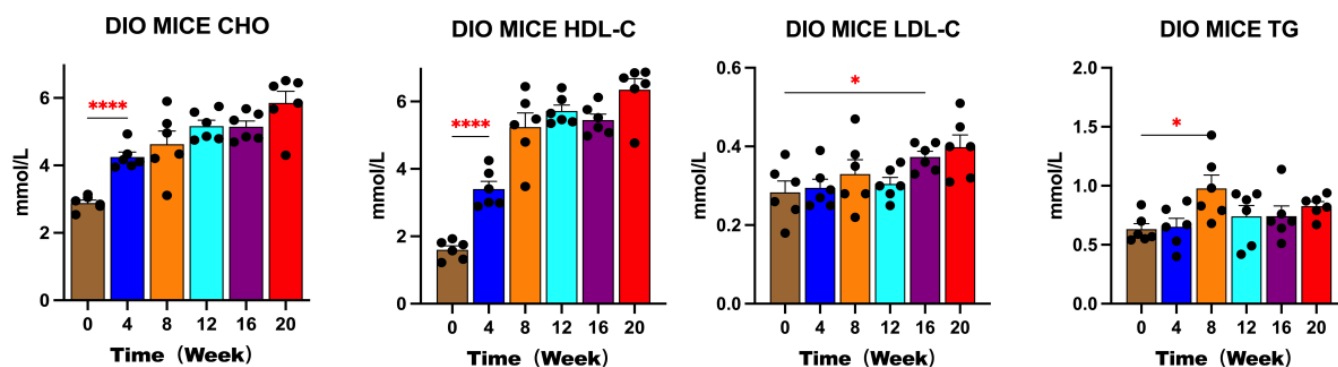 DIO MICE CHO
mmol/L
6
4
2
0
****
0 4 8 12 16 20
Time（Week）
DIO MICE HDL-C
mmol/L
6
4
2
0
****
0 4 8 12 16 20
Time（Week）
DIO MICE LDL-C
mmol/L
0.6
0.4
0.2
0.0
*
0 4 8 12 16 20
Time（Week）
DIO MICE TG
mmol/L
2.0
1.5
1.0
0.5
0.0
*
0 4 8 12 16 20
Time（Week）